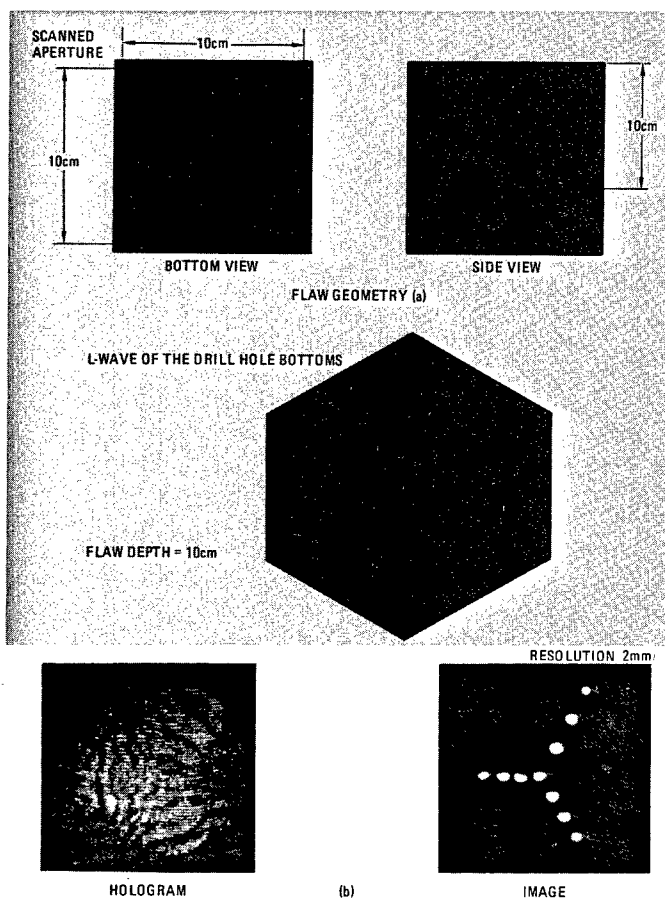 SCANNED
APERTURE
10cm
10cm
10cm
BOTTOM VIEW
SIDE VIEW
FLAW GEOMETRY (a)
L-WAVE OF THE DRILL HOLE BOTTOMS
FLAW DEPTH = 10cm
RESOLUTION 2mm
HOLOGRAM
(b)
IMAGE